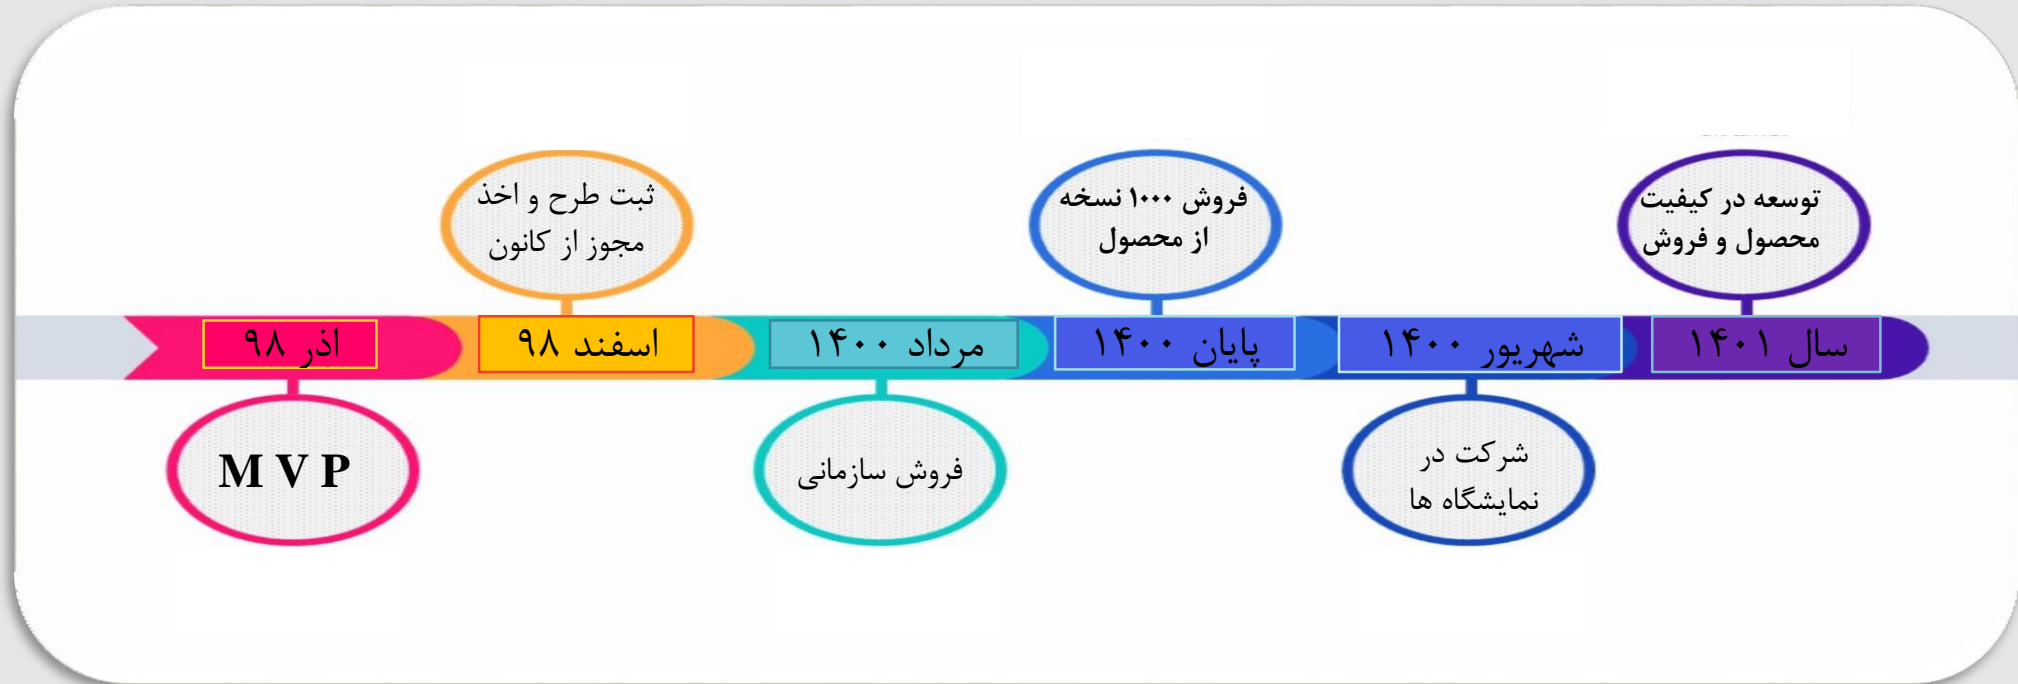 اذر ۹۸
M V P
ثبت طرح و اخذ
مجوز از کانون
اسفند ۹۸
مرداد ۱۴۰۰
فروش سازمانی
فروش ۱۰۰۰ نسخه
از محصول
پایان ۱۴۰۰
شهریور ۱۴۰۰
شرکت در
نمایشگاه ها
توسعه در کیفیت
محصول و فروش
سال ۱۴۰۱